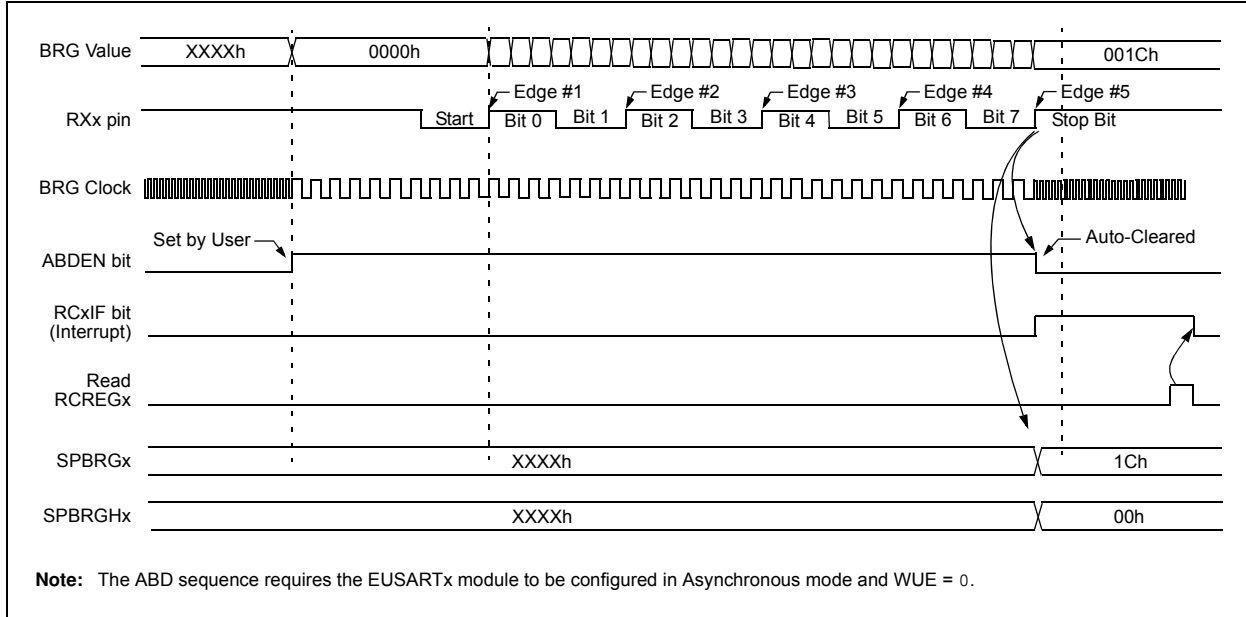 BRG Value XXXXh 0000h 001Ch
Edge #1 Edge #2 Edge #3 Edge #4 Edge #5
RXx pin Start Bit 0 Bit 1 Bit 2 Bit 3 Bit 4 Bit 5 Bit 6 Bit 7 Stop Bit
BRG Clock
Set by User Auto-Cleared
ABDEN bit
RCxIF bit
(Interrupt)
Read
RCREGx
SPBRGx XXXXh 1Ch
SPBRGHx XXXXh 00h
Note: The ABD sequence requires the EUSARTx module to be configured in Asynchronous mode and WUE = 0.